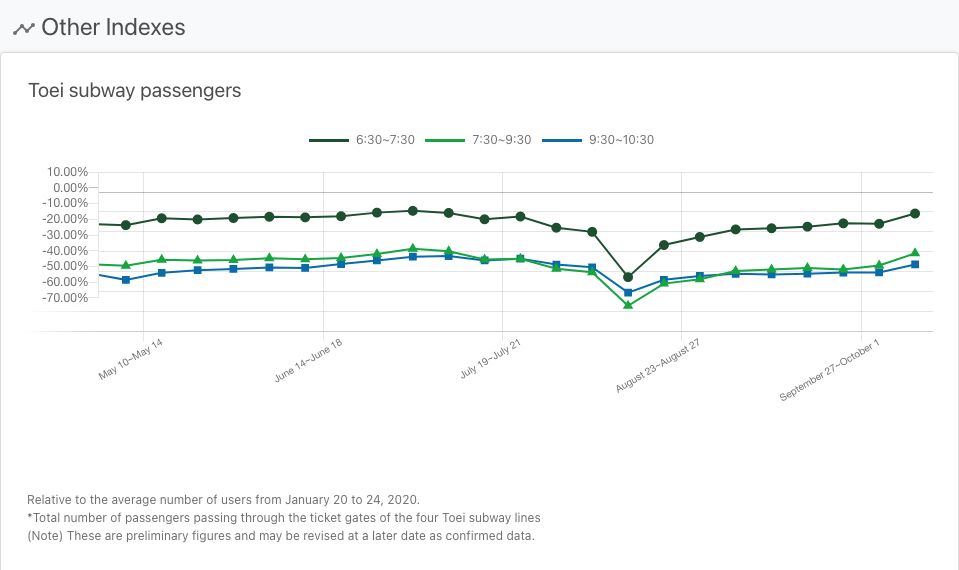 Other Indexes
Toei subway passengers
6:30~7:30 7:30~9:30 9:30~10:30
10.00%
0.00%
-10.00%
-20.00%
-30.00%
-40.00%
-50.00%
-60.00%
-70.00%
May 10~May 14
June 14~June 18
July 19~July 21
August 23~August 27
September 27~October 1
Relative to the average number of users from January 20 to 24, 2020.
*Total number of passengers passing through the ticket gates of the four Toei subway lines
(Note) These are preliminary figures and may be revised at a later date as confirmed data.